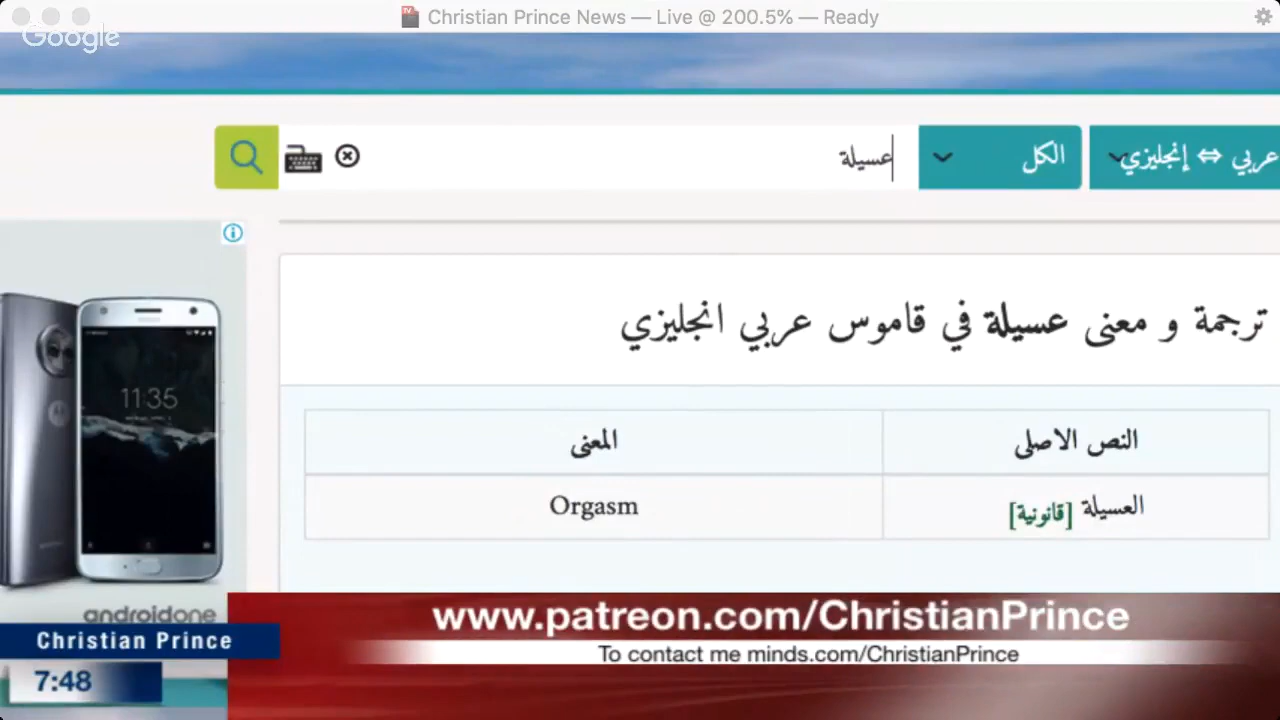 Christian Prince News — Live @ 200.5% — Ready
Google
عسيلة
الكل
عربي ⇔ إنجليزي
ترجمة و معنى عسيلة في قاموس عربي انجليزي
النص الاصلى
المعنى
العسيلة [قانونية]
Orgasm
11:35
androidone
www.patreon.com/ChristianPrince
Christian Prince
To contact me minds.com/ChristianPrince
7:48